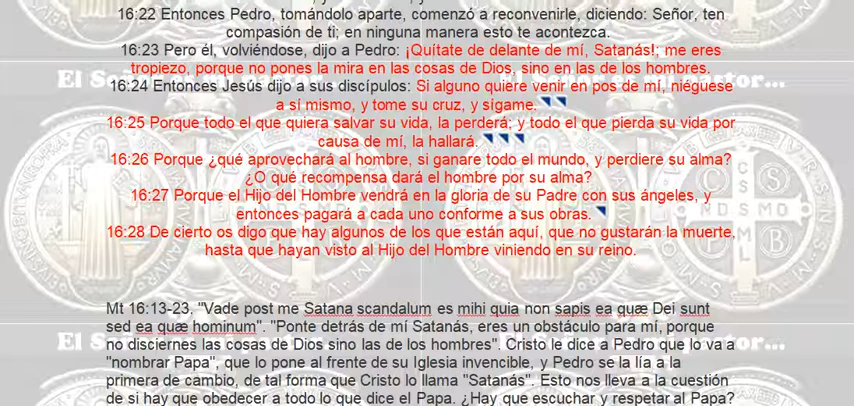 16:22 Entonces Pedro, tomándolo aparte, comenzó a reconvenirle, diciendo: Señor, ten
compasión de ti; en ninguna manera esto te acontezca.
16:23 Pero él, volviéndose, dijo a Pedro: ¡Quítate de delante de mí, Satanás!; me eres
tropiezo, porque no pones la mira en las cosas de Dios, sino en las de los hombres.
El Señor es mi pastor... El Señor es mi pastor...
16:24 Entonces Jesús dijo a sus discípulos: Si alguno quiere venir en pos de mí, niéguese
a sí mismo, y tome su cruz, y sígame.
16:25 Porque todo el que quiera salvar su vida, la perderá; y todo el que pierda su vida por
causa de mí, la hallará.
16:26 Porque ¿qué aprovechará al hombre, si ganare todo el mundo, y perdiere su alma?
¿O qué recompensa dará el hombre por su alma?
16:27 Porque el Hijo del Hombre vendrá en la gloria de su Padre con sus ángeles, y
entonces pagará a cada uno conforme a sus obras.
16:28 De cierto os digo que hay algunos de los que están aquí, que no gustarán la muerte,
hasta que hayan visto al Hijo del Hombre viniendo en su reino.
Mt 16:13-23. "Vade post me Satana scandalum es mihi quia non sapis ea quæ Dei sunt
sed ea quæ hominum". "Ponte detrás de mí Satanás, eres un obstáculo para mí, porque
no disciernes las cosas de Dios sino las de los hombres". Cristo le dice a Pedro que lo va a
"nombrar Papa", que lo pone al frente de su Iglesia invencible, y Pedro se la lía a la
primera de cambio, de tal forma que Cristo lo llama "Satanás". Esto nos lleva a la cuestión
de si hay que obedecer a todo lo que dice el Papa. ¿Hay que escuchar y respetar al Papa?